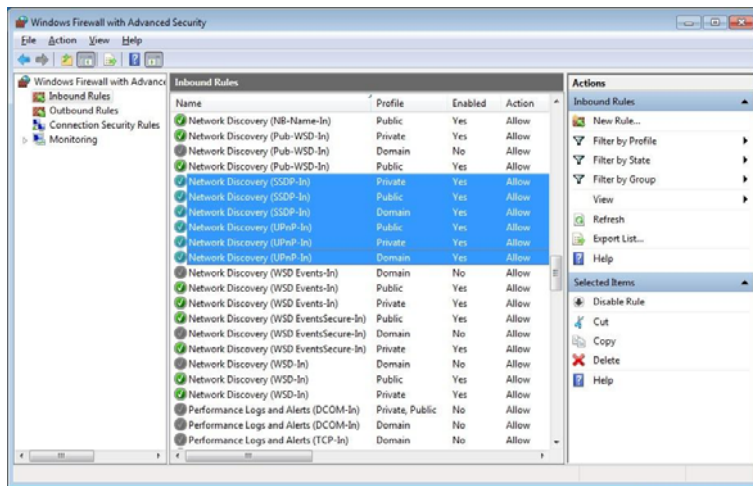 Windows Firewall with Advanced Security
File Action View Help
Windows Firewall with Advance
Inbound Rules
Outbound Rules
Connection Security Rules
Monitoring
Inbound Rules
Name Profile Enabled Action
Network Discovery (NB-Name-In) Public Yes Allow
Network Discovery (Pub-WSD-In) Private Yes Allow
Network Discovery (Pub-WSD-In) Domain No Allow
Network Discovery (Pub-WSD-In) Public Yes Allow
Network Discovery (SSDP-In) Private Yes Allow
Network Discovery (SSDP-In) Public Yes Allow
Network Discovery (SSDP-In) Domain Yes Allow
Network Discovery (UPnP-In) Public Yes Allow
Network Discovery (UPnP-In) Private Yes Allow
Network Discovery (UPnP-In) Domain Yes Allow
Network Discovery (WSD Events-In) Domain No Allow
Network Discovery (WSD Events-In) Public Yes Allow
Network Discovery (WSD Events-In) Private Yes Allow
Network Discovery (WSD EventsSecure-In) Public Yes Allow
Network Discovery (WSD EventsSecure-In) Domain No Allow
Network Discovery (WSD EventsSecure-In) Private Yes Allow
Network Discovery (WSD-In) Domain No Allow
Network Discovery (WSD-In) Public Yes Allow
Network Discovery (WSD-In) Private Yes Allow
Performance Logs and Alerts (DCOM-In) Private, Public No Allow
Performance Logs and Alerts (DCOM-In) Domain No Allow
Performance Logs and Alerts (TCP-In) Domain No Allow
Actions
Inbound Rules
New Rule...
Filter by Profile
Filter by State
Filter by Group
View
Refresh
Export List...
Help
Selected Items
Disable Rule
Cut
Copy
Delete
Help